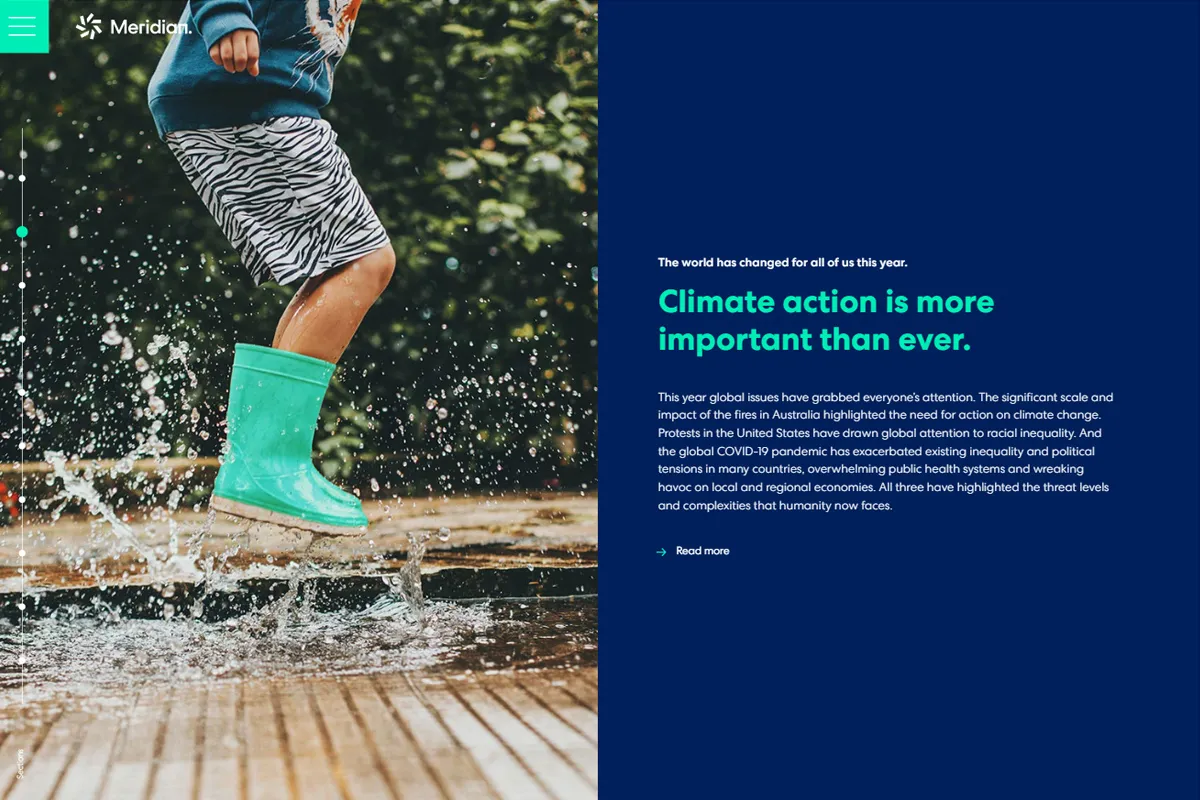 Meridian.
The world has changed for all of us this year.
Climate action is more
important than ever.
This year global issues have grabbed everyone's attention. The significant scale and
impact of the fires in Australia highlighted the need for action on climate change.
Protests in the United States have drawn global attention to racial inequality. And
the global COVID-19 pandemic has exacerbated existing inequality and political
tensions in many countries, overwhelming public health systems and wreaking
havoc on local and regional economies. All three have highlighted the threat levels
and complexities that humanity now faces.
Read more
Sections